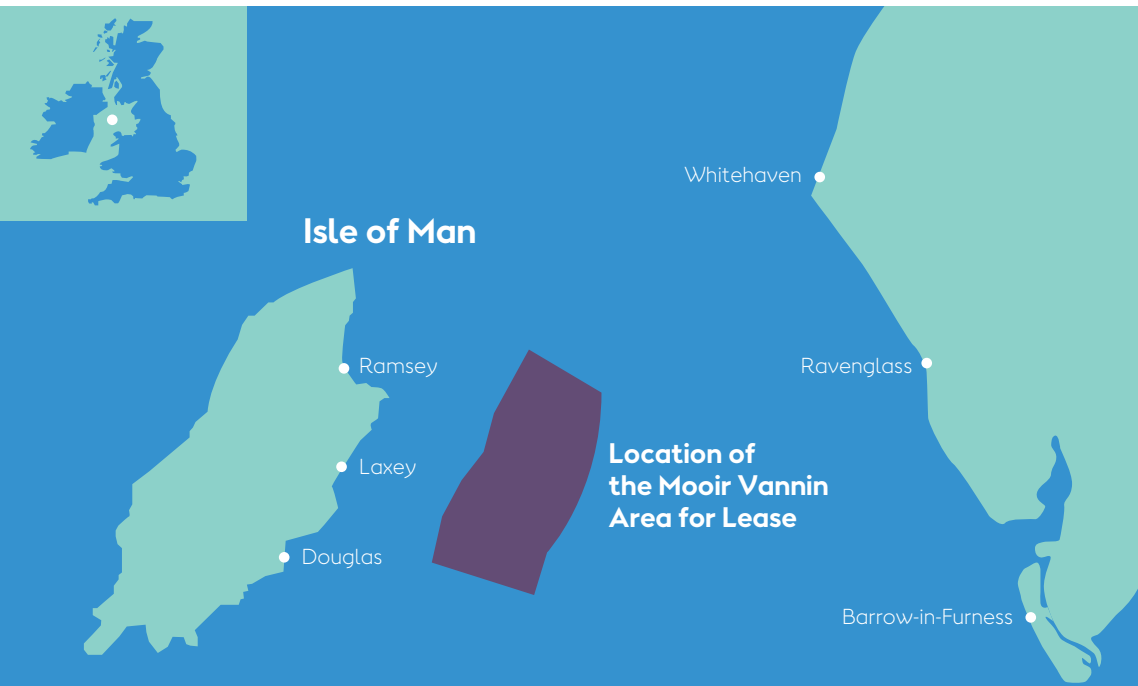 Whitehaven
Isle of Man
Ramsey
Ravenglass
Location of
the Mooir Vannin
Area for Lease
Laxey
Douglas
Barrow-in-Furness